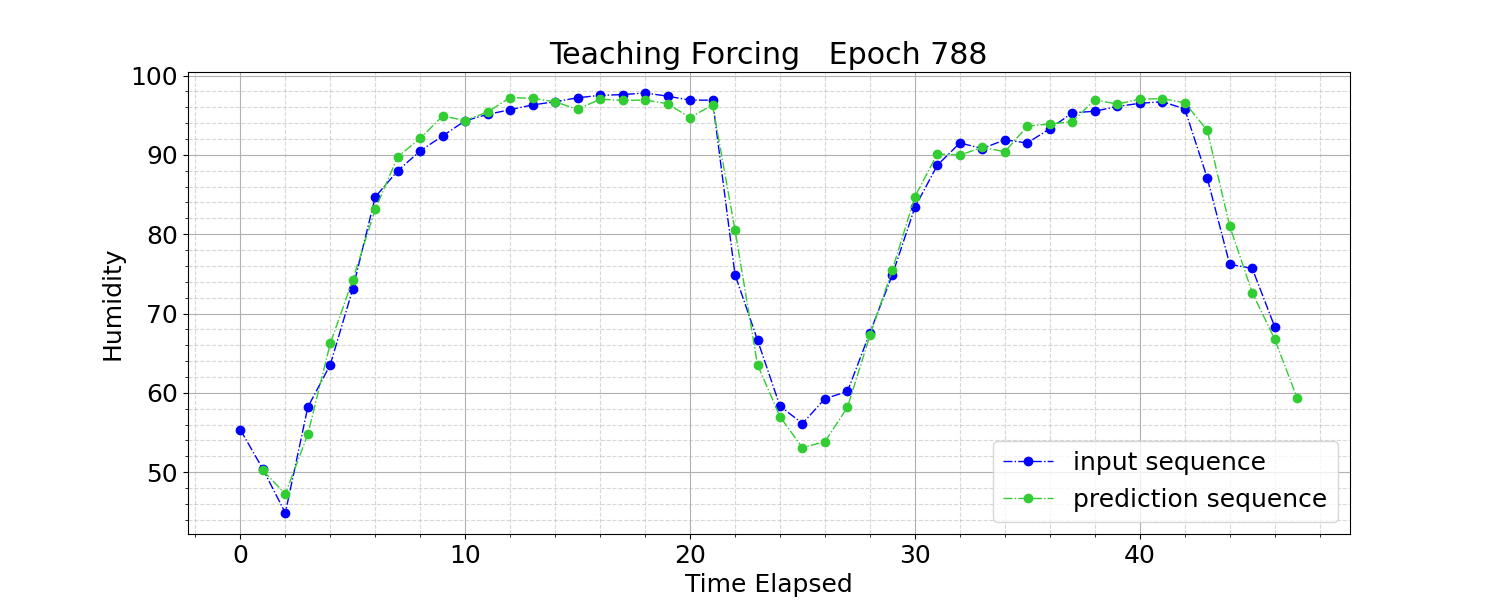 Teaching Forcing   Epoch 788
Humidity
100
90
80
70
60
50
input sequence
prediction sequence
0 10 20 30 40
Time Elapsed